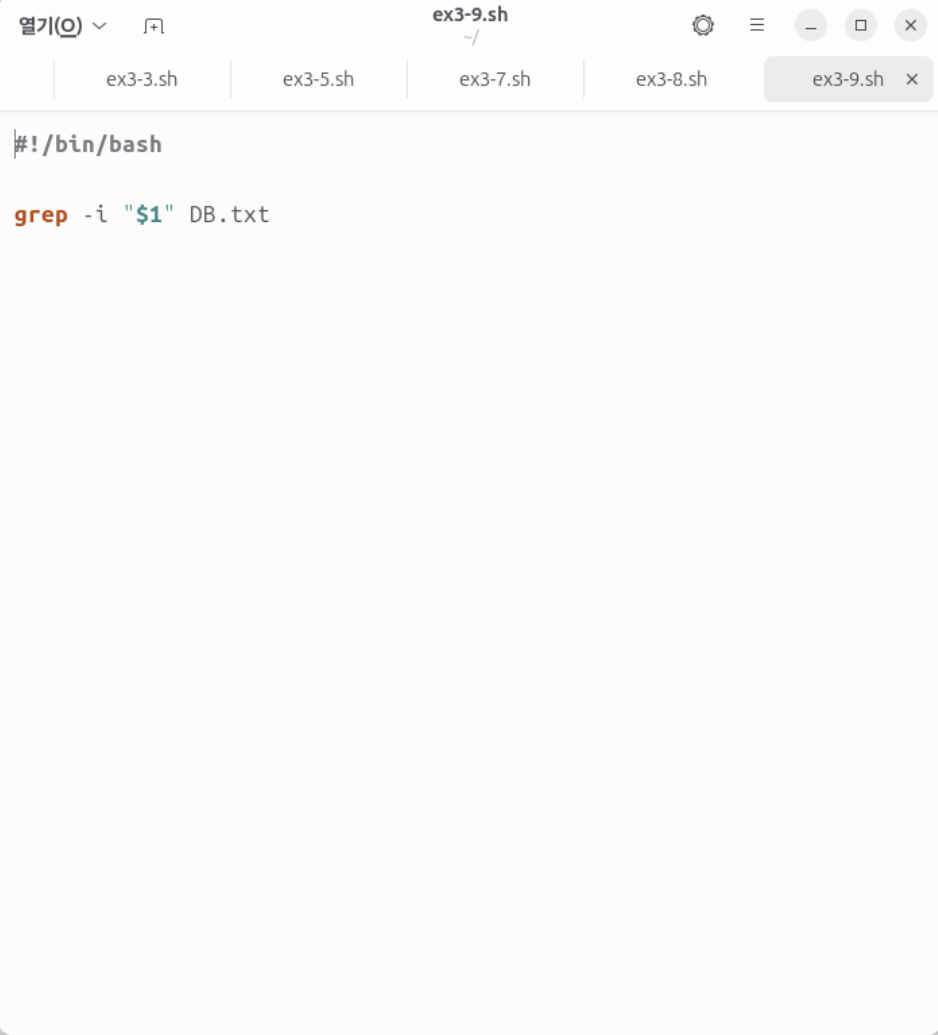 열기(O)
ex3-9.sh
~/
ex3-3.sh
ex3-5.sh
ex3-7.sh
ex3-8.sh
ex3-9.sh
#!/bin/bash
grep -i "$1" DB.txt